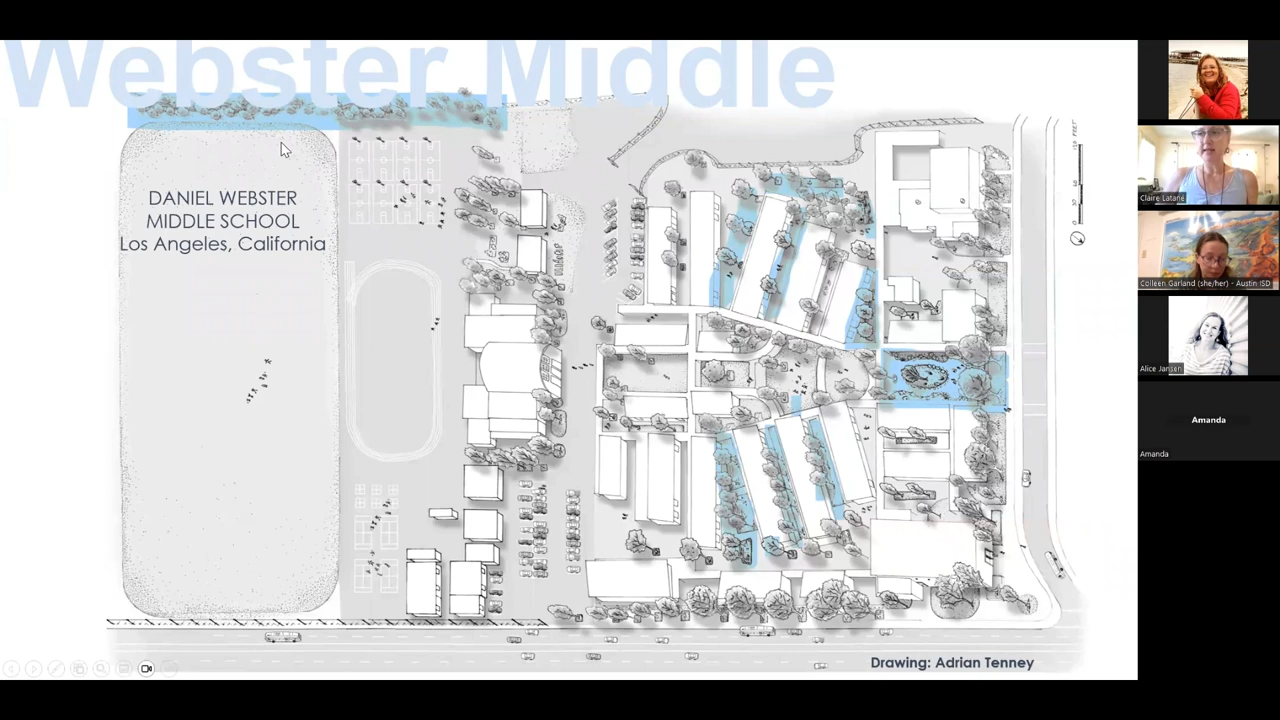 Webster Middle
DANIEL WEBSTER
MIDDLE SCHOOL
Los Angeles, California
Drawing: Adrian Tenney
Claire Latane
Colleen Garland (she/her) - Austin ISD
Alice Jansen
Amanda
Amanda